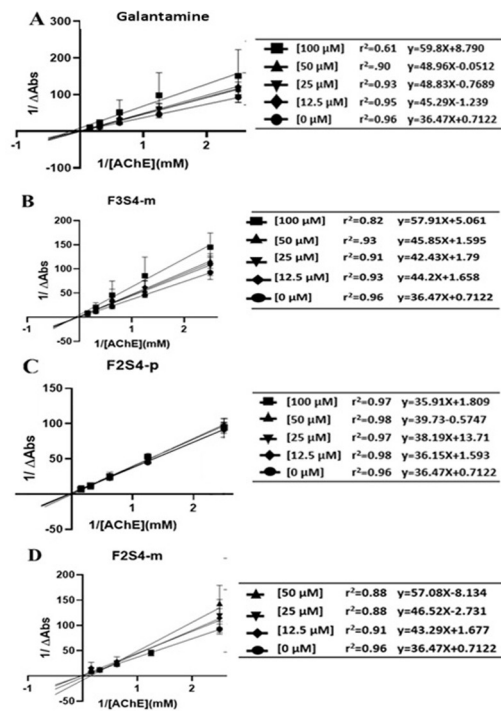 A
Galantamine
1/ ΔAbs
300
200
100
0
-100
1
2
1/[AChE](mM)
[100 µM] r²=0.61 y=59.8X+8.790
[50 µM] r²=.90 y=48.96X-0.0512
[25 µM] r²=0.93 y=48.83X-0.7689
[12.5 µM] r²=0.95 y=45.29X-1.239
[0 µM] r²=0.96 y=36.47X+0.7122
B
F3S4-m
1/ ΔAbs
200
150
100
50
-50
1
2
1/[AChE](mM)
[100 µM] r²=0.82 y=57.91X+5.061
[50 µM] r²=.93 y=45.85X+1.595
[25 µM] r²=0.91 y=42.43X+1.79
[12.5 µM] r²=0.93 y=44.2X+1.658
[0 µM] r²=0.96 y=36.47X+0.7122
C
F2S4-p
1/ ΔAbs
150
100
50
-50
1
2
1/[AChE](mM)
[100 µM] r²=0.97 y=35.91X+1.809
[50 µM] r²=0.98 y=39.73-0.5747
[25 µM] r²=0.97 y=38.19X+13.71
[12.5 µM] r²=0.98 y=36.15X+1.593
[0 µM] r²=0.96 y=36.47X+0.7122
D
F2S4-m
1/ ΔAbs
200
150
100
50
-50
1
2
1/[AChE](mM)
[50 µM] r²=0.88 y=57.08X-8.134
[25 µM] r²=0.88 y=46.52X-2.731
[12.5 µM] r²=0.91 y=43.29X+1.677
[0 µM] r²=0.96 y=36.47X+0.7122